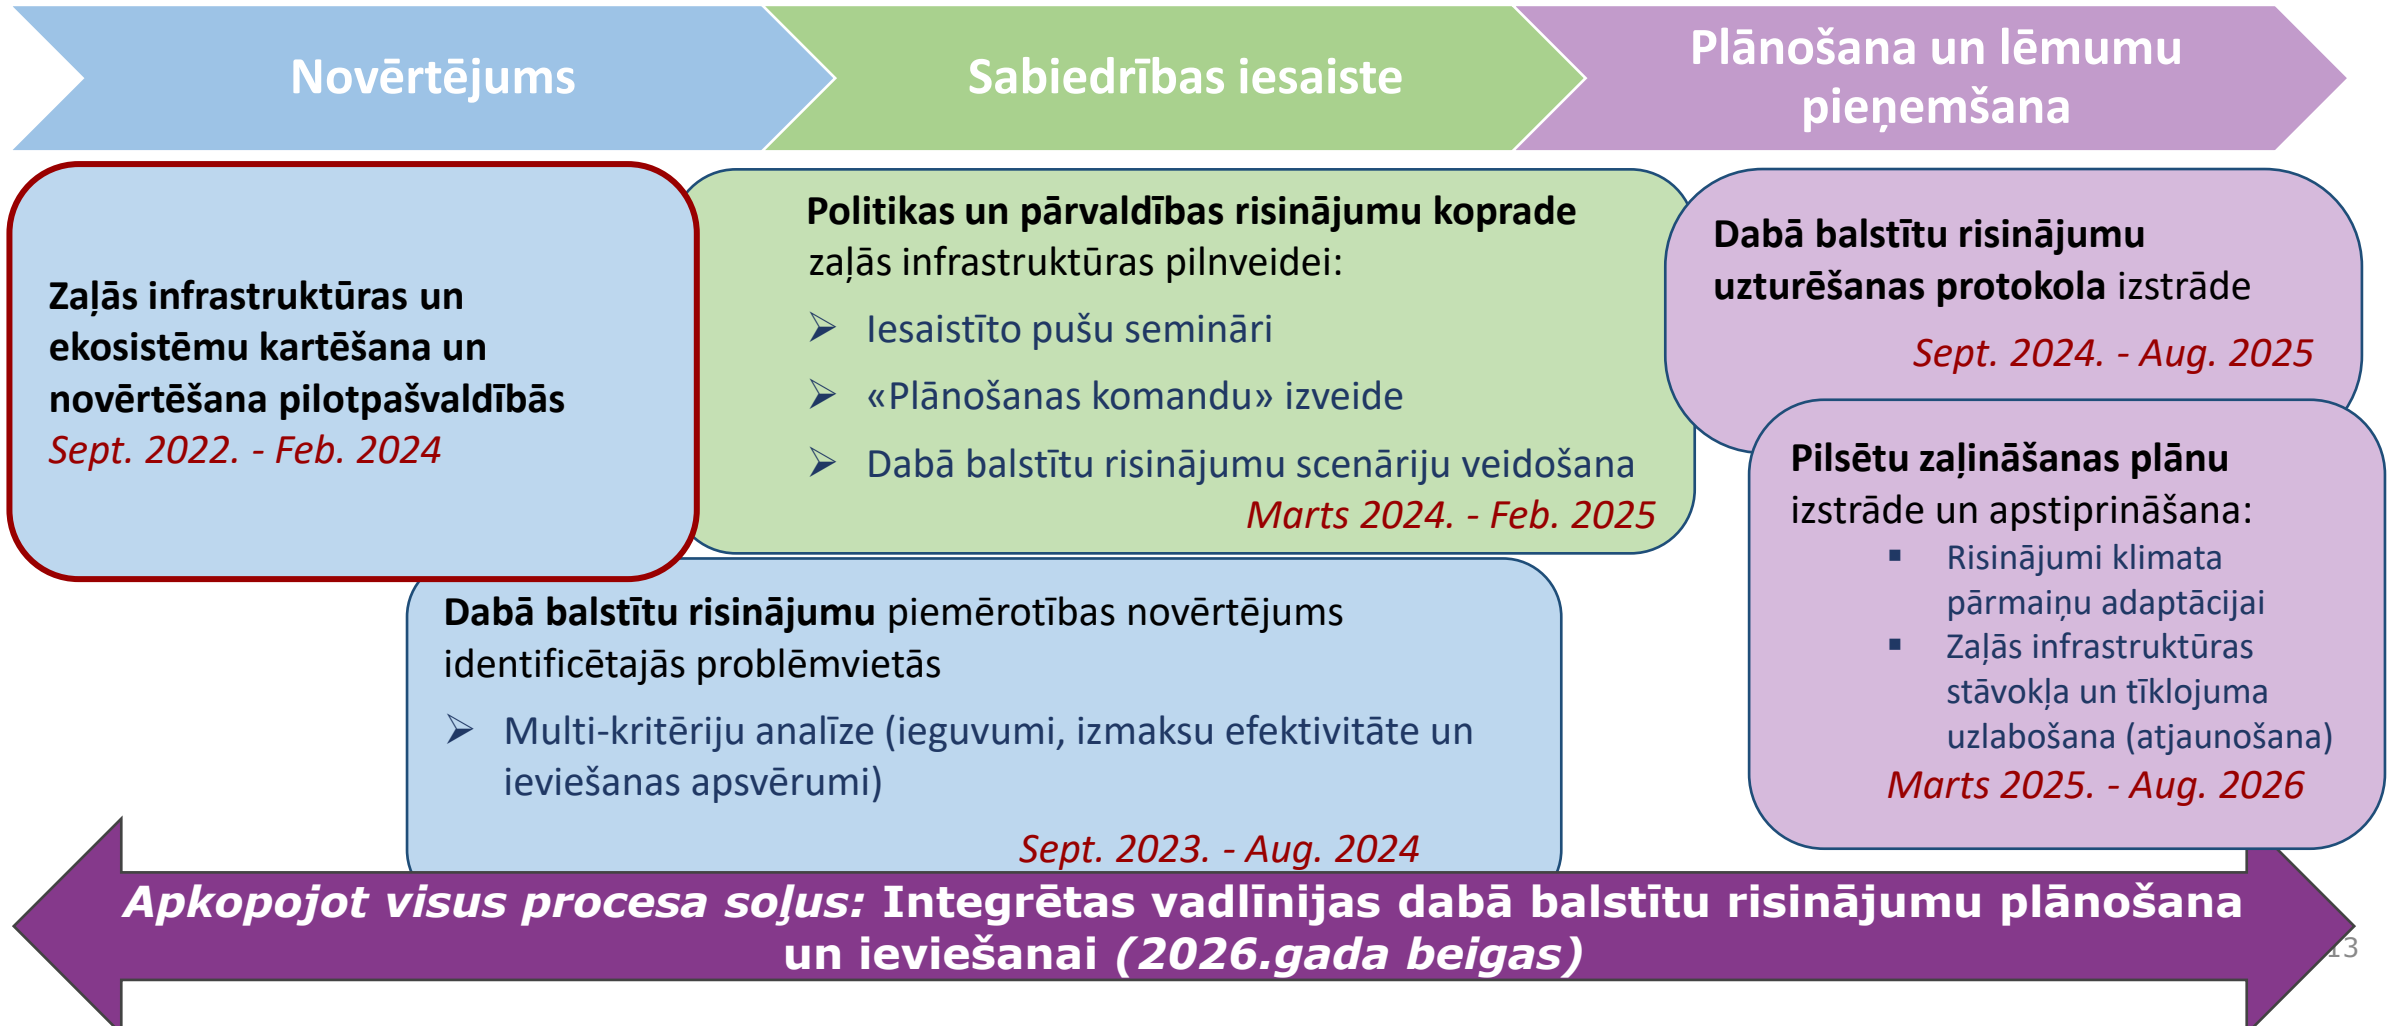 Novērtējums
Sabiedrības iesaiste
Plānošana un lēmumu
pieņemšana
Zaļās infrastruktūras un
ekosistēmu kartēšana un
novērtēšana pilotpašvaldībās
Sept. 2022. - Feb. 2024
Politikas un pārvaldības risinājumu koprade
zaļās infrastruktūras pilnveidei:
➢ Iesaistīto pušu semināri
➢ «Plānošanas komandu» izveide
➢ Dabā balstītu risinājumu scenāriju veidošana
Marts 2024. - Feb. 2025
Dabā balstītu risinājumu
uzturēšanas protokola izstrāde
Sept. 2024. - Aug. 2025
Pilsētu zaļināšanas plānu
izstrāde un apstiprināšana:
▪ Risinājumi klimata
pārmaiņu adaptācijai
▪ Zaļās infrastruktūras
stāvokļa un tīklojuma
uzlabošana (atjaunošana)
Marts 2025. - Aug. 2026
Dabā balstītu risinājumu piemērotības novērtējums
identificētajās problēmvietās
➢ Multi-kritēriju analīze (ieguvumi, izmaksu efektivitāte un
ieviešanas apsvērumi)
Sept. 2023. - Aug. 2024
Apkopojot visus procesa soļus: Integrētas vadlīnijas dabā balstītu risinājumu plānošana
un ieviešanai (2026.gada beigas)
13